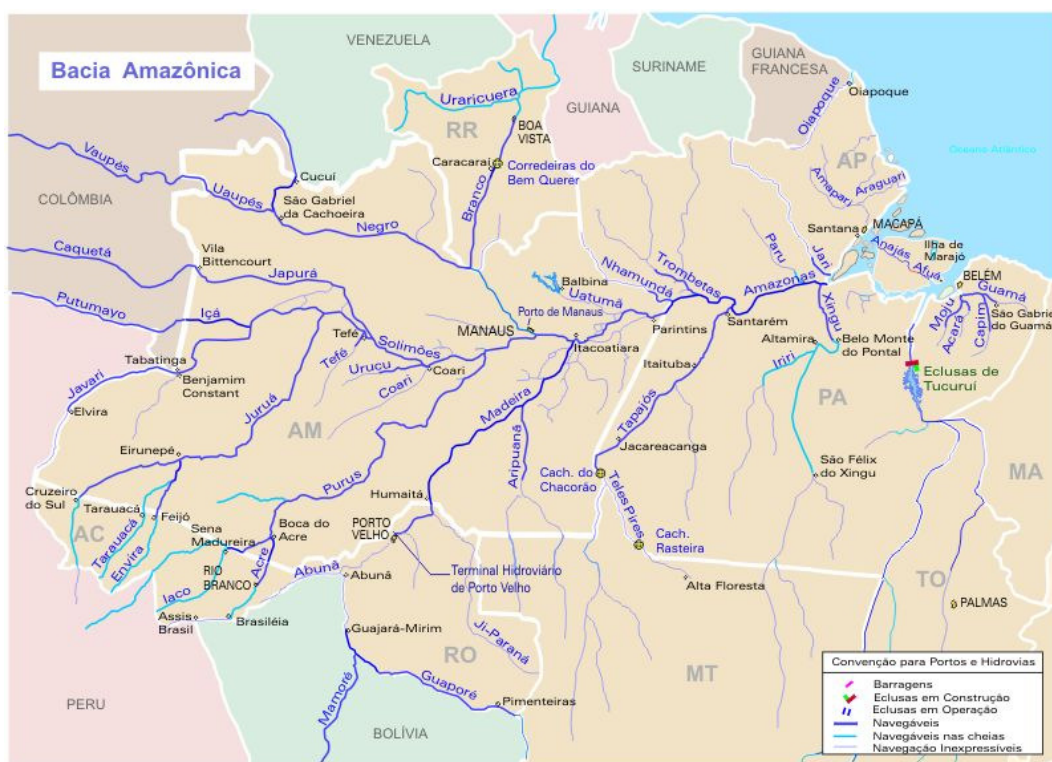 Bacia Amazônica
VENEZUELA
SURINAME
GUIANA
FRANCESA
GUIANA
COLÔMBIA
PERU
BOLÍVIA
Oceano Atlântico
Oiapoque
Oiapoque
Uraricuera
RR
BOA
VISTA
AP
Caracaraí
Corredeiras do
Bem Querer
Branco
Amapari
Araguari
Vaupés
Uaupés
Cucuí
São Gabriel
da Cachoeira
Negro
Santana
MACAPÁ
Ilha de
Marajó
Anajás
Afuá
Caquetá
Vila
Bittencourt
Japurá
Balbina
Uatumã
Nhamundá
Trombetas
Paru
Jari
Amazonas
BELÉM
Guamá
Moju
Acará
Capim
São Gabriel
do Guamá
Putumayo
Içá
Porto de Manaus
MANAUS
Itacoatiara
Parintins
Santarém
Xingu
Altamira
Belo Monte
do Pontal
Tefé
Tefé
Solimões
Urucu
Coari
Coari
Itaituba
Iriri
Eclusas de
Tucuruí
Tabatinga
Benjamim
Constant
Javari
Elvira
Juruá
AM
Madeira
Tapajós
PA
Aripuanã
Jacareacanga
MA
Eirunepé
Purus
Humaitá
Cach. do
Chacorão
São Félix
do Xingu
Cruzeiro
do Sul
Tarauacá
Feijó
Sena
Madureira
Boca do
Acre
PORTO
VELHO
Teles Pires
Cach.
Rasteira
AC
Tarauacá
Envira
RIO
BRANCO
Acre
Abunã
Abunã
Terminal Hidroviário
de Porto Velho
Alta Floresta
TO
PALMAS
Iaco
Assis
Brasil
Brasiléia
Guajará-Mirim
RO
Ji-Paraná
MT
Mamoré
Guaporé
Pimenteiras
Convenção para Portos e Hidrovias
Barragens
Eclusas em Construção
Eclusas em Operação
Navegáveis
Navegáveis nas cheias
Navegação Inexpressíveis